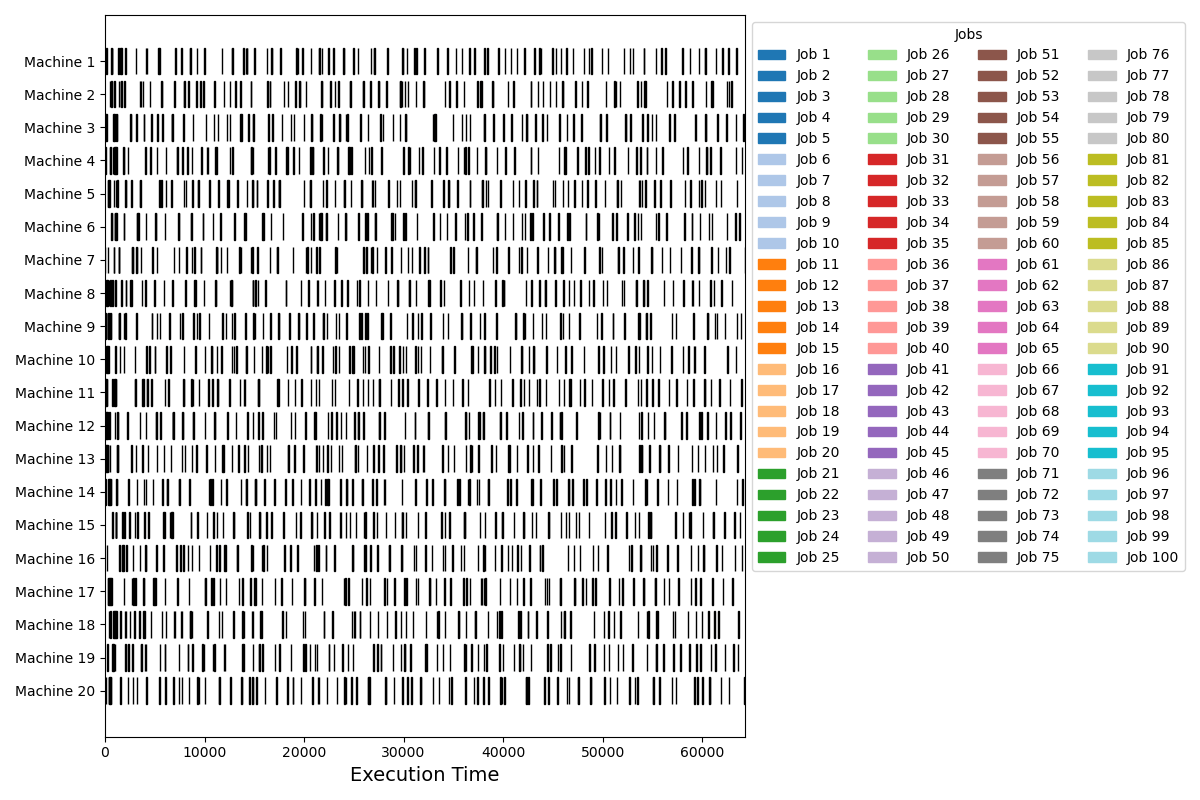 Machine 1
Machine 2
Machine 3
Machine 4
Machine 5
Machine 6
Machine 7
Machine 8
Machine 9
Machine 10
Machine 11
Machine 12
Machine 13
Machine 14
Machine 15
Machine 16
Machine 17
Machine 18
Machine 19
Machine 20
0 10000 20000 30000 40000 50000 60000
Execution Time
Jobs
Job 1 Job 26 Job 51 Job 76
Job 2 Job 27 Job 52 Job 77
Job 3 Job 28 Job 53 Job 78
Job 4 Job 29 Job 54 Job 79
Job 5 Job 30 Job 55 Job 80
Job 6 Job 31 Job 56 Job 81
Job 7 Job 32 Job 57 Job 82
Job 8 Job 33 Job 58 Job 83
Job 9 Job 34 Job 59 Job 84
Job 10 Job 35 Job 60 Job 85
Job 11 Job 36 Job 61 Job 86
Job 12 Job 37 Job 62 Job 87
Job 13 Job 38 Job 63 Job 88
Job 14 Job 39 Job 64 Job 89
Job 15 Job 40 Job 65 Job 90
Job 16 Job 41 Job 66 Job 91
Job 17 Job 42 Job 67 Job 92
Job 18 Job 43 Job 68 Job 93
Job 19 Job 44 Job 69 Job 94
Job 20 Job 45 Job 70 Job 95
Job 21 Job 46 Job 71 Job 96
Job 22 Job 47 Job 72 Job 97
Job 23 Job 48 Job 73 Job 98
Job 24 Job 49 Job 74 Job 99
Job 25 Job 50 Job 75 Job 100